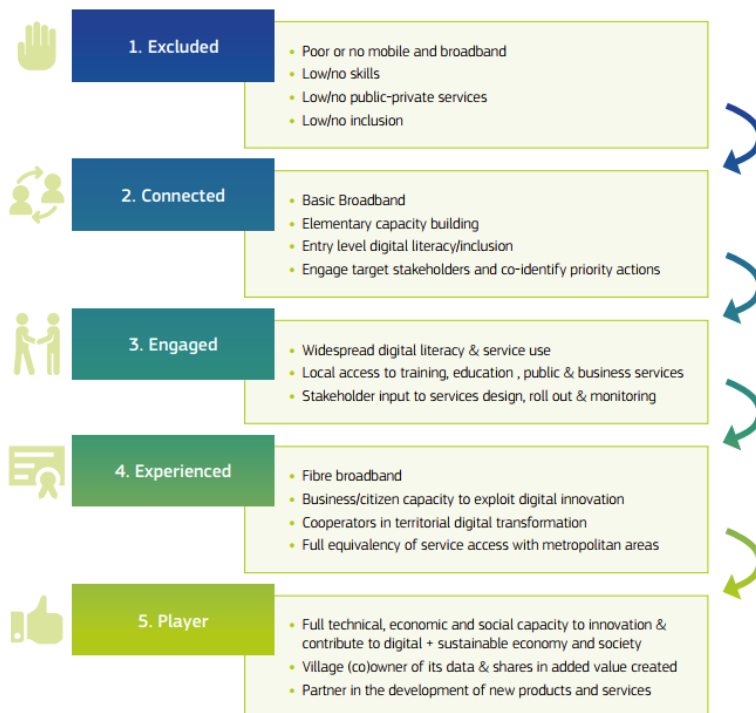 1. Excluded
• Poor or no mobile and broadband
• Low/no skills
• Low/no public-private services
• Low/no inclusion
2. Connected
• Basic Broadband
• Elementary capacity building
• Entry level digital literacy/inclusion
• Engage target stakeholders and co-identify priority actions
3. Engaged
• Widespread digital literacy & service use
• Local access to training, education , public & business services
• Stakeholder input to services design, roll out & monitoring
4. Experienced
• Fibre broadband
• Business/citizen capacity to exploit digital innovation
• Cooperators in territorial digital transformation
• Full equivalency of service access with metropolitan areas
5. Player
• Full technical, economic and social capacity to innovation &
contribute to digital + sustainable economy and society
• Village (co)owner of its data & shares in added value created
• Partner in the development of new products and services